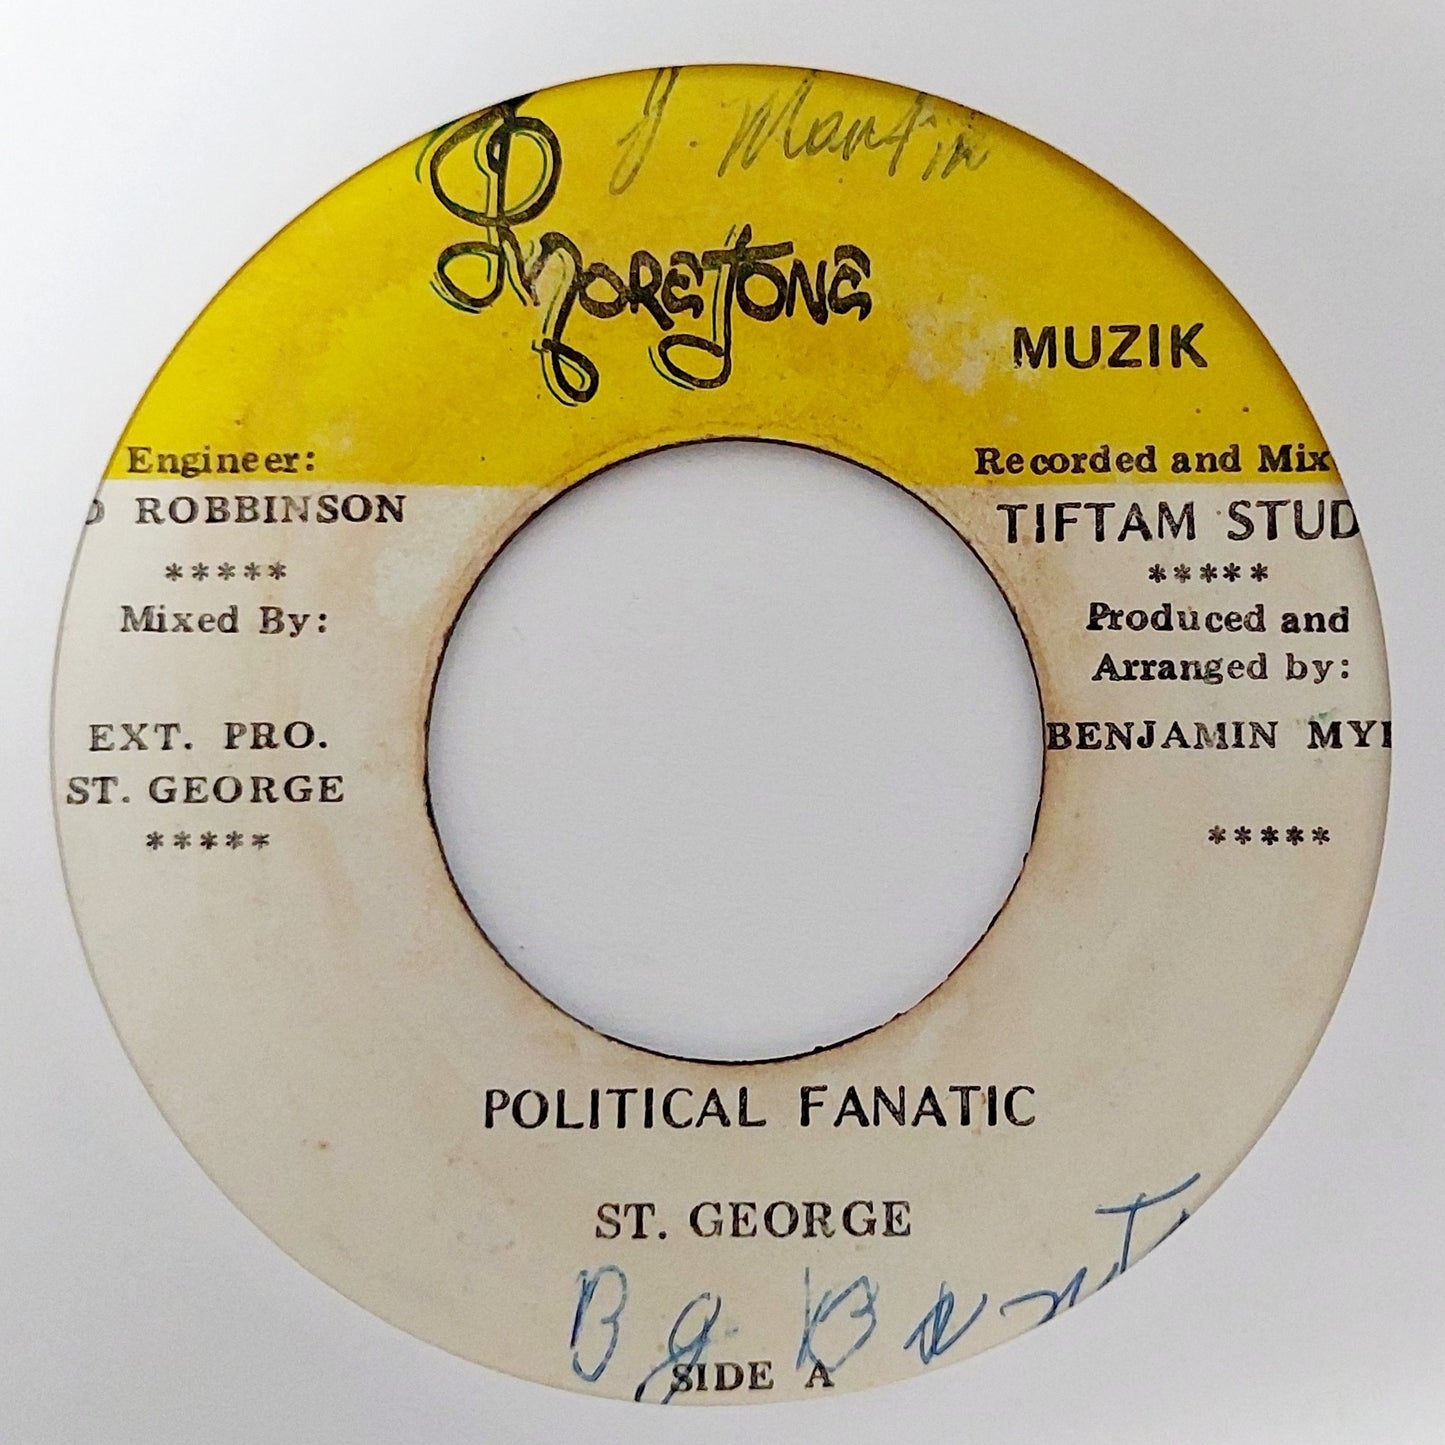 J. Martin
MoreTone
MUZIK
Engineer:
ROBBINSON
*****
Mixed By:
EXT. PRO.
ST. GEORGE
*****
Recorded and Mix
TIFTAM STUD
*****
Produced and
Arranged by:
BENJAMIN MY
*****
POLITICAL FANATIC
ST. GEORGE
SIDE A